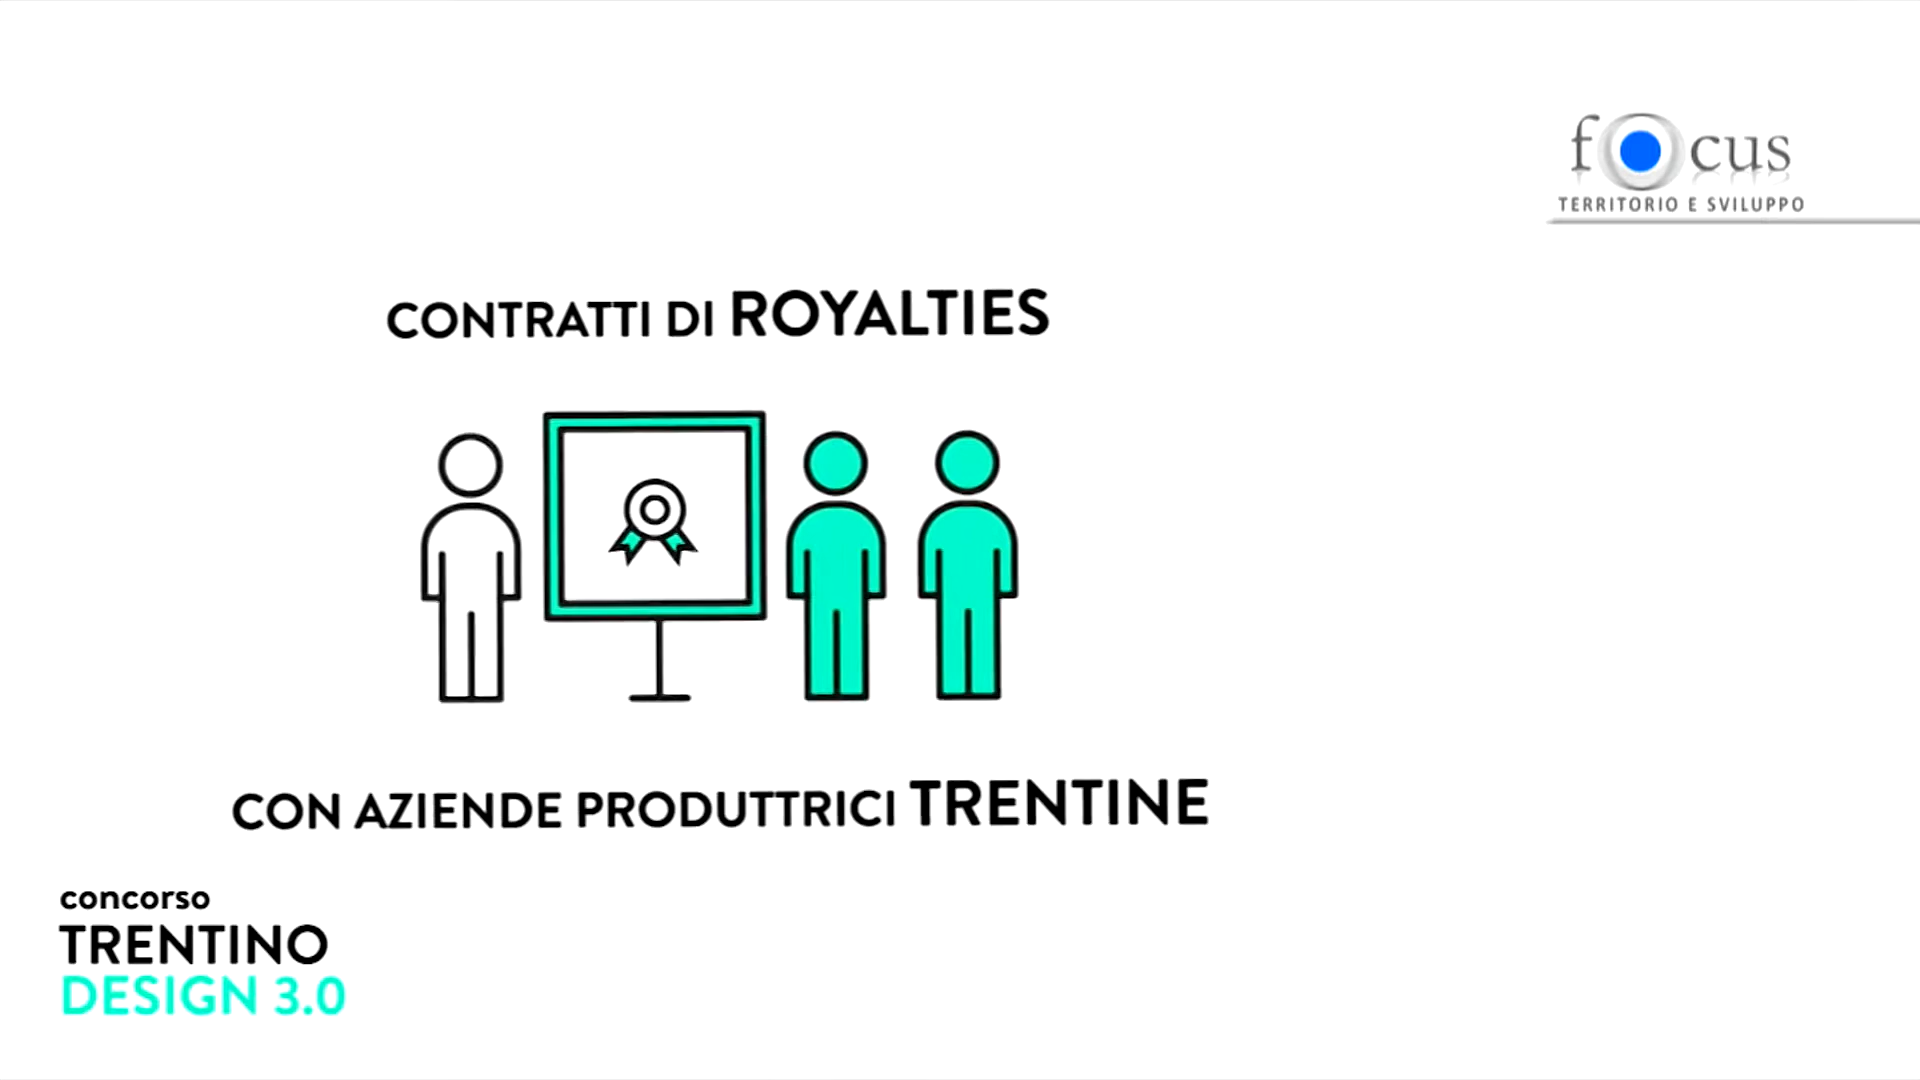 focus
TERRITORIO E SVILUPPO
CONTRATTI DI ROYALTIES
CON AZIENDE PRODUTTRICI TRENTINE
concorso
TRENTINO
DESIGN 3.0